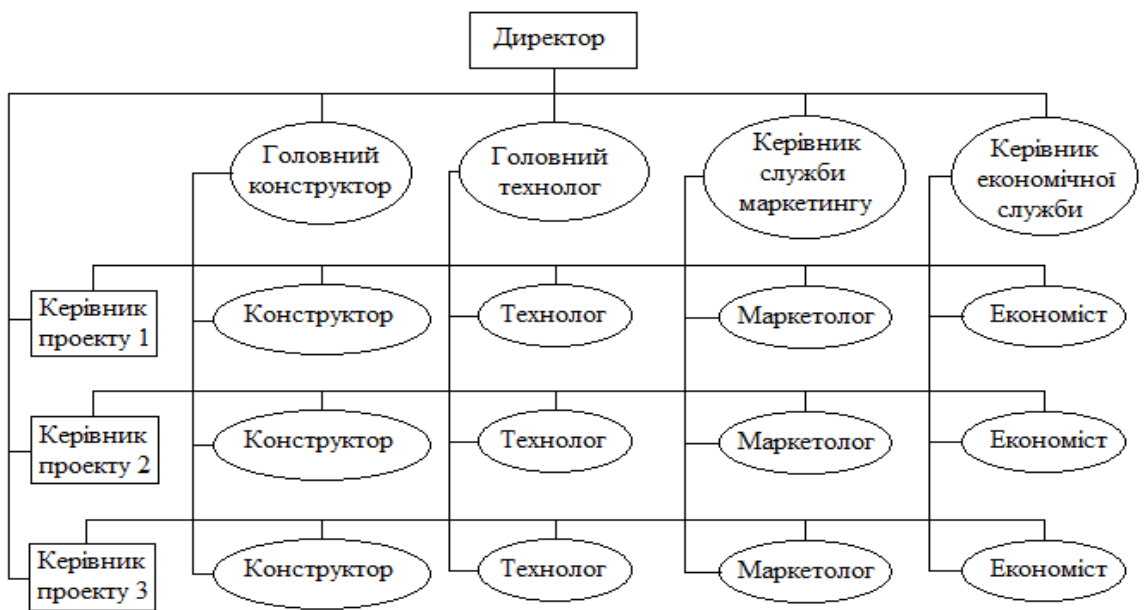 Директор
Головний
конструктор
Головний
технолог
Керівник
служби
маркетингу
Керівник
економічної
служби
Керівник
проекту 1
Конструктор
Технолог
Маркетолог
Економіст
Керівник
проекту 2
Конструктор
Технолог
Маркетолог
Економіст
Керівник
проекту 3
Конструктор
Технолог
Маркетолог
Економіст